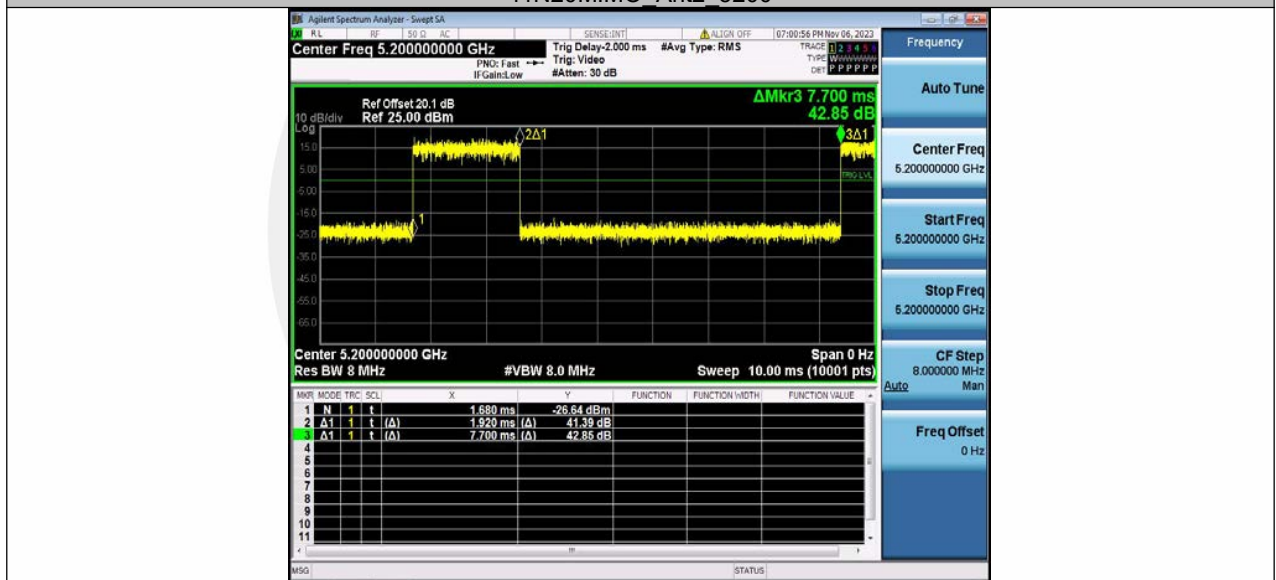 Agilent Spectrum Analyzer - Swept SA
RL RF 50 Ω AC SENSE:INT ALIGN OFF 07:00:56 PM Nov 06, 2023
Center Freq 5.200000000 GHz
PNO: Fast
IFGain:Low
Trig Delay-2.000 ms
Trig: Video
#Atten: 30 dB
#Avg Type: RMS
TRACE 1 2 3 4 5 6
TYPE WWWWWW
DET P P P P P P
ΔMkr3 7.700 ms
42.85 dB
Ref Offset 20.1 dB
10 dB/div Ref 25.00 dBm
Log
2Δ1
3Δ1
15.0
5.00
TRIG LVL
-5.00
-15.0
1
-25.0
-35.0
-45.0
-55.0
-65.0
Center 5.200000000 GHz Span 0 Hz
Res BW 8 MHz #VBW 8.0 MHz Sweep 10.00 ms (10001 pts)
MKR MODE TRC SCL X Y FUNCTION FUNCTION WIDTH FUNCTION VALUE
1 N 1 t 1.680 ms -26.64 dBm
2 Δ1 1 t (Δ) 1.920 ms (Δ) 41.39 dB
3 Δ1 1 t (Δ) 7.700 ms (Δ) 42.85 dB
4
5
6
7
8
9
10
11
MSG STATUS
Frequency
Auto Tune
Center Freq
5.200000000 GHz
Start Freq
5.200000000 GHz
Stop Freq
5.200000000 GHz
CF Step
8.000000 MHz
Auto Man
Freq Offset
0 Hz